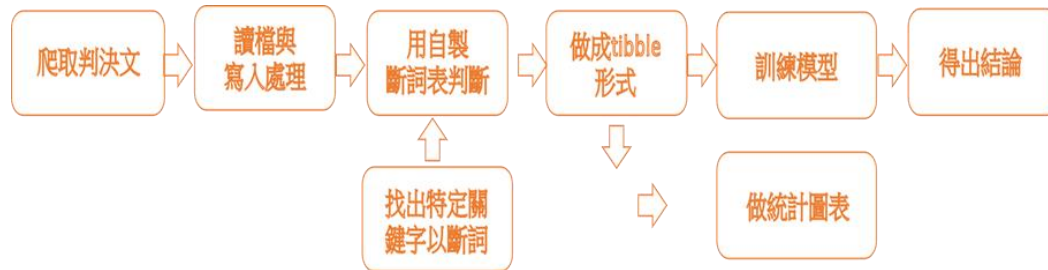 爬取判決文
讀檔與
寫入處理
用自製
斷詞表判斷
做成tibble
形式
訓練模型
得出結論
找出特定關
鍵字以斷詞
做統計圖表